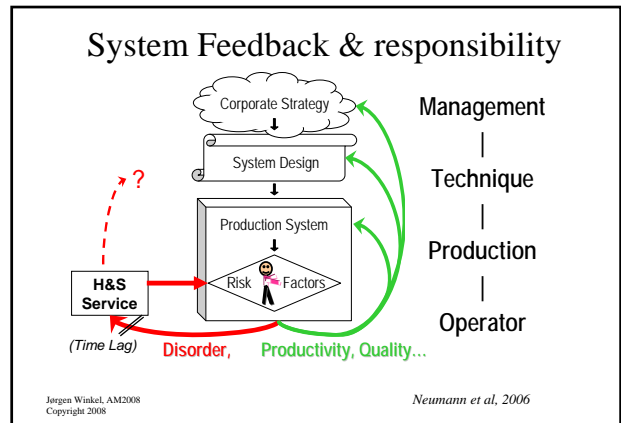 System Feedback & responsibility
Corporate Strategy
System Design
Production System
Risk Factors
?
H&S
Service
(Time Lag)
Disorder, Productivity, Quality...
Management
|
Technique
|
Production
|
Operator
Jørgen Winkel, AM2008
Copyright 2008
Neumann et al, 2006